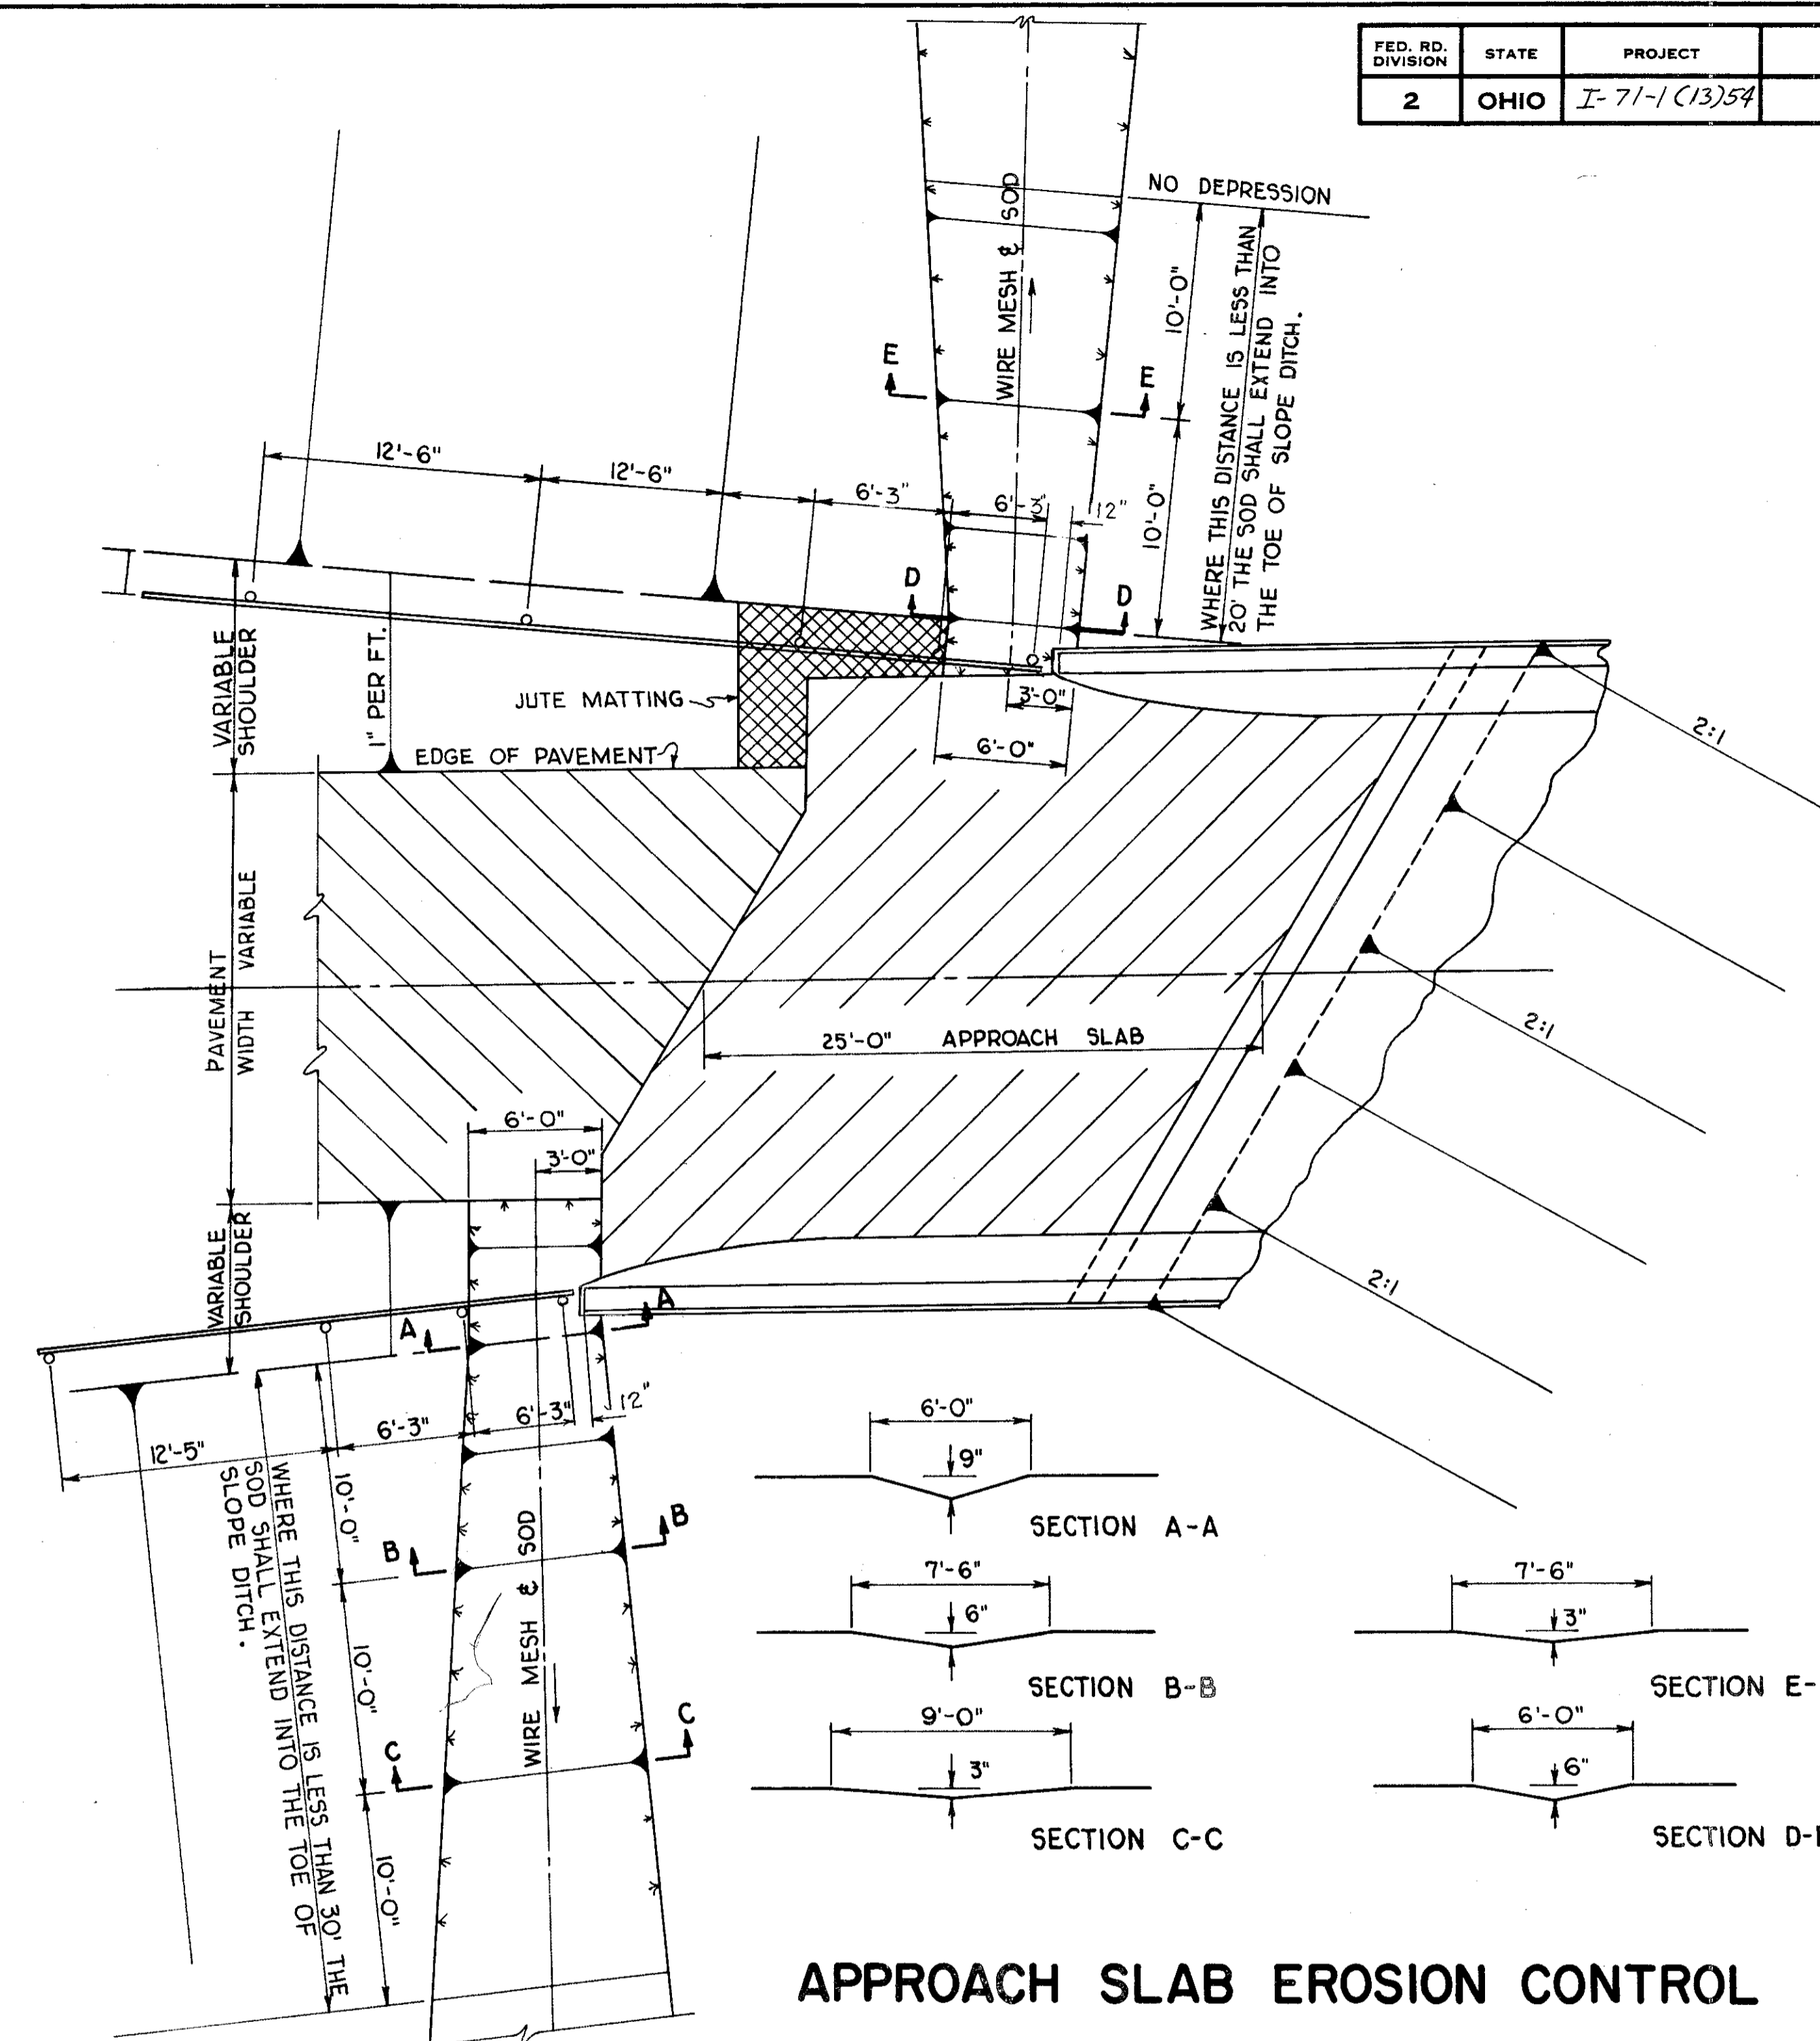 FED. RD. DIVISION
STATE
PROJECT
2
OHIO
I-71-1(13)54
NO DEPRESSION
WIRE MESH & SOD
10'-0"
10'-0"
WHERE THIS DISTANCE IS LESS THAN
20' THE SOD SHALL EXTEND INTO
THE TOE OF SLOPE DITCH.
E
E
12'-6"
12'-6"
6'-3"
6'-3"
12"
D
D
VARIABLE
SHOULDER
1" PER FT.
JUTE MATTING
EDGE OF PAVEMENT
3'-0"
6'-0"
2:1
PAVEMENT
WIDTH VARIABLE
25'-0" APPROACH SLAB
2:1
6'-0"
3'-0"
VARIABLE
SHOULDER
2:1
A
A
12'-5"
6'-3"
6'-3"
12"
10'-0"
10'-0"
10'-0"
WHERE THIS DISTANCE IS LESS THAN 30' THE
SOD SHALL EXTEND INTO THE TOE OF
SLOPE DITCH.
WIRE MESH & SOD
B
B
C
C
6'-0"
9"
SECTION A-A
7'-6"
6"
SECTION B-B
9'-0"
3"
SECTION C-C
7'-6"
3"
SECTION E-
6'-0"
6"
SECTION D-
APPROACH SLAB EROSION CONTROL